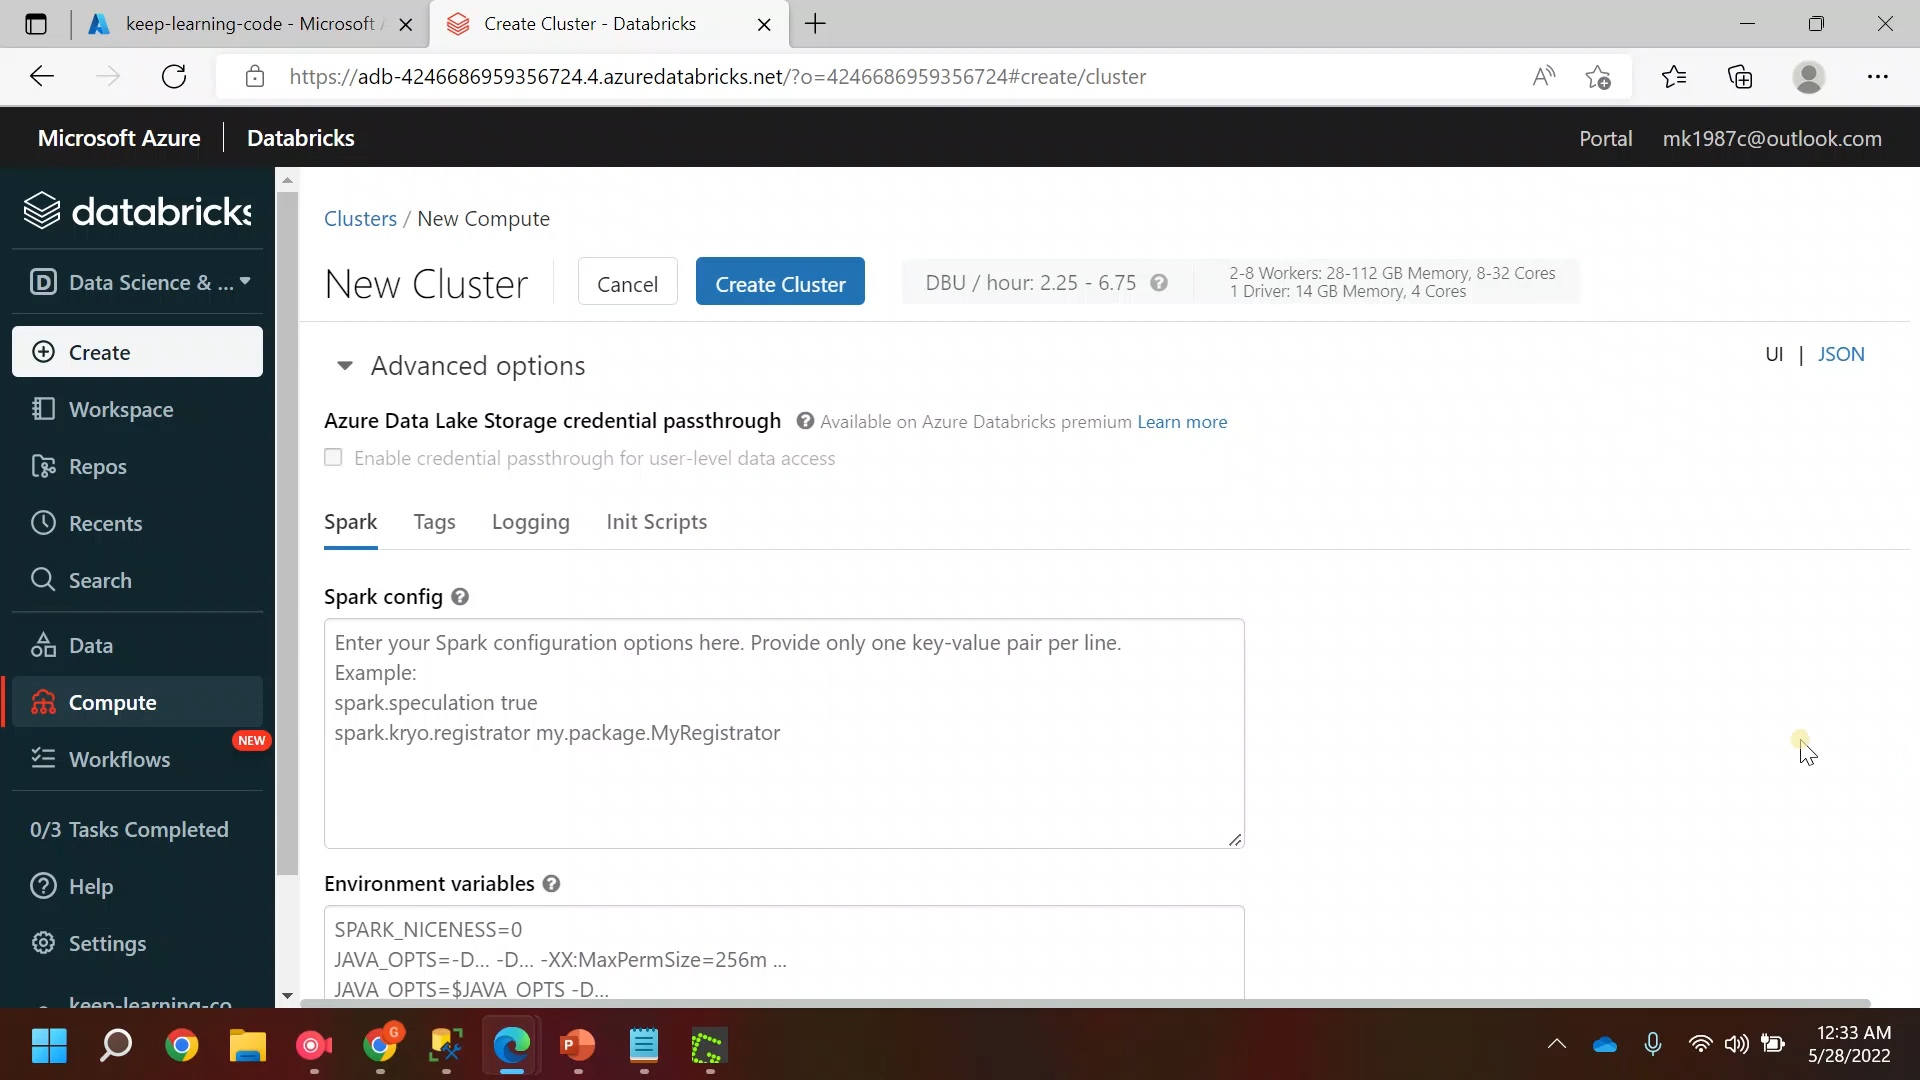 keep-learning-code - Microsoft A
Create Cluster - Databricks
https://adb-4246686959356724.4.azuredatabricks.net/?o=4246686959356724#create/cluster
Microsoft Azure
Databricks
Portal
mk1987c@outlook.com
databricks
D
Data Science & ...
Create
Workspace
Repos
Recents
Search
Data
Compute
NEW
Workflows
0/3 Tasks Completed
Help
Settings
keep-learning-co
Clusters / New Compute
New Cluster
Cancel
Create Cluster
DBU / hour: 2.25 - 6.75
2-8 Workers: 28-112 GB Memory, 8-32 Cores
1 Driver: 14 GB Memory, 4 Cores
UI | JSON
Advanced options
Azure Data Lake Storage credential passthrough
Available on Azure Databricks premium Learn more
Enable credential passthrough for user-level data access
Spark
Tags
Logging
Init Scripts
Spark config
Enter your Spark configuration options here. Provide only one key-value pair per line.
Example:
spark.speculation true
spark.kryo.registrator my.package.MyRegistrator
Environment variables
SPARK_NICENESS=0
JAVA_OPTS=-D... -D... -XX:MaxPermSize=256m ...
JAVA_OPTS=$JAVA_OPTS -D...
G
P
12:33 AM
5/28/2022